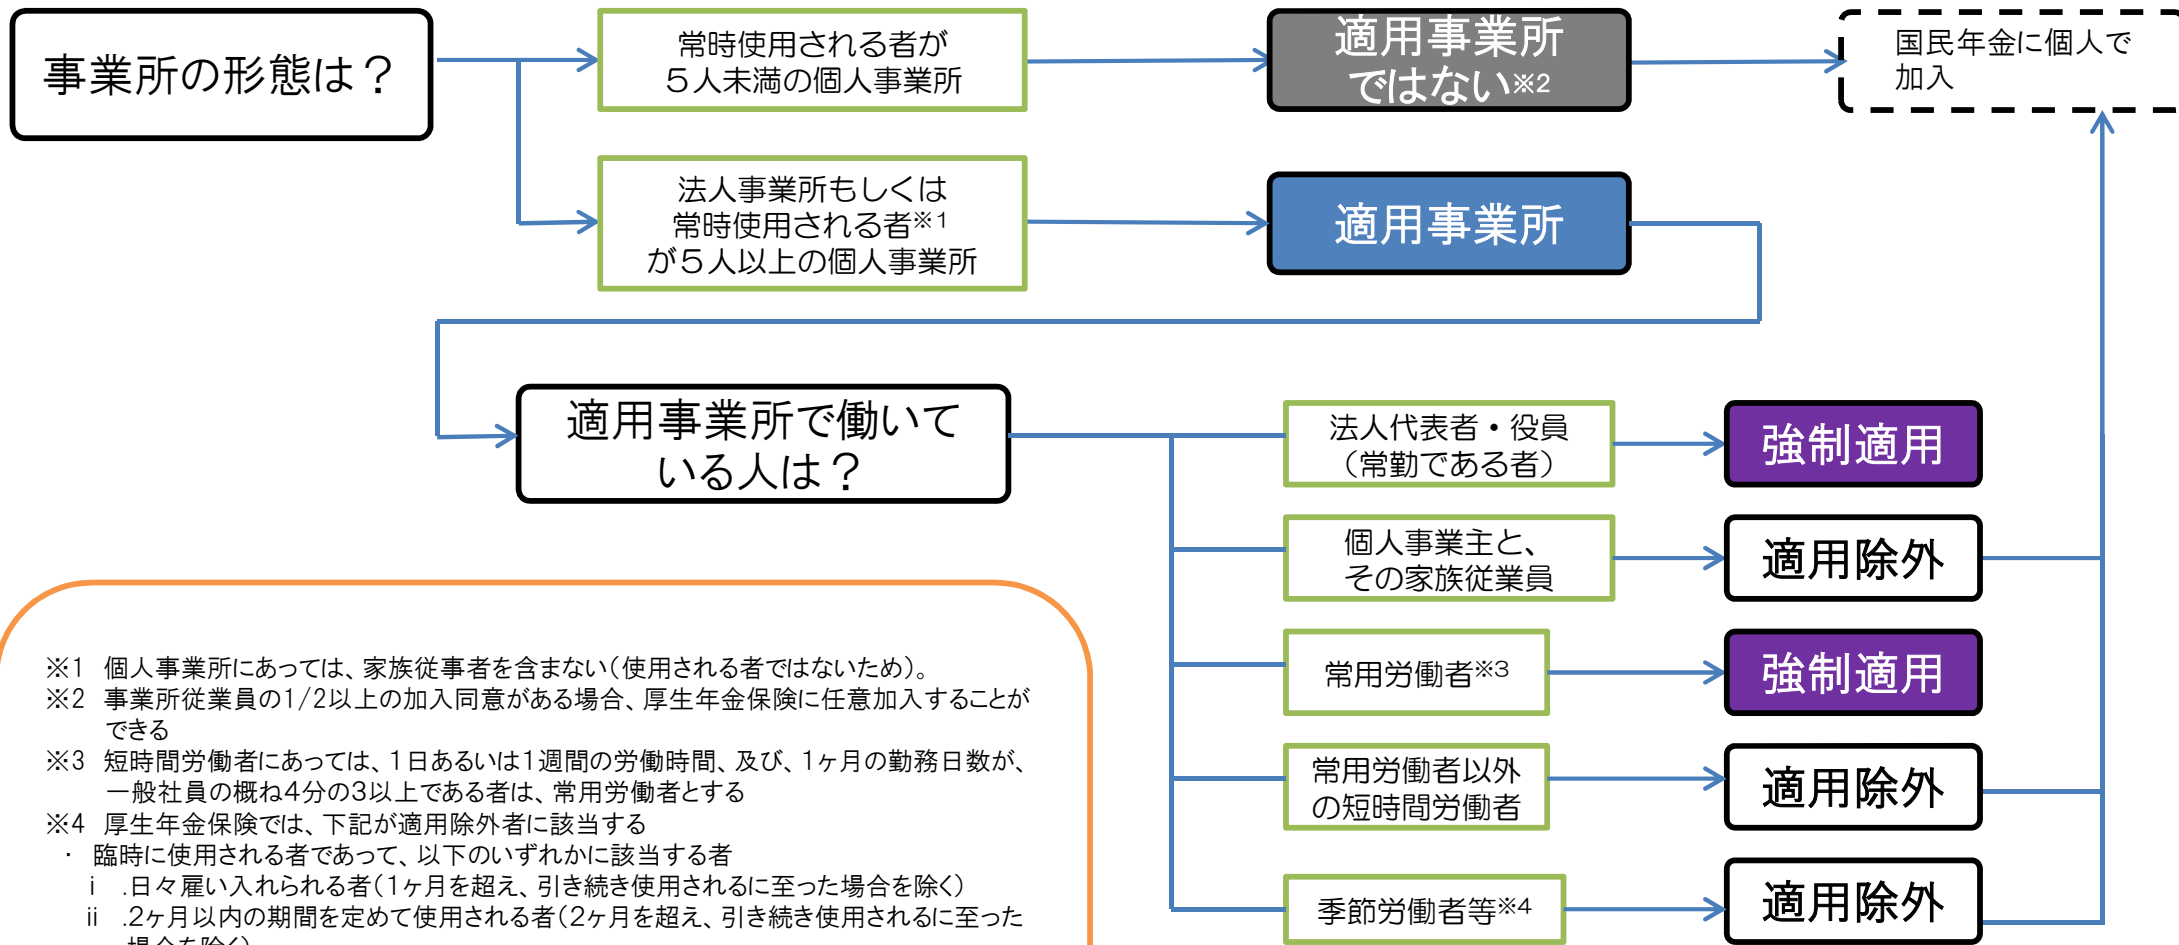 事業所の形態は？
常時使用される者が
５人未満の個人事業所
適用事業所
ではない※2
国民年金に個人で
加入
法人事業所もしくは
常時使用される者※1
が５人以上の個人事業所
適用事業所
適用事業所で働いて
いる人は？
法人代表者・役員
（常勤である者）
強制適用
個人事業主と、
その家族従業員
適用除外
常用労働者※3
強制適用
常用労働者以外
の短時間労働者
適用除外
季節労働者等※4
適用除外
※1 個人事業所にあっては、家族従事者を含まない（使用される者ではないため）。
※2 事業所従業員の1/2以上の加入同意がある場合、厚生年金保険に任意加入することが
できる
※3 短時間労働者にあっては、１日あるいは１週間の労働時間、及び、１ヶ月の勤務日数が、
一般社員の概ね４分の３以上である者は、常用労働者とする
※4 厚生年金保険では、下記が適用除外者に該当する
・ 臨時に使用される者であって、以下のいずれかに該当する者
ⅰ .日々雇い入れられる者（1ヶ月を超え、引き続き使用されるに至った場合を除く）
ⅱ .2ヶ月以内の期間を定めて使用される者（2ヶ月を超え、引き続き使用されるに至った
場合を除く）